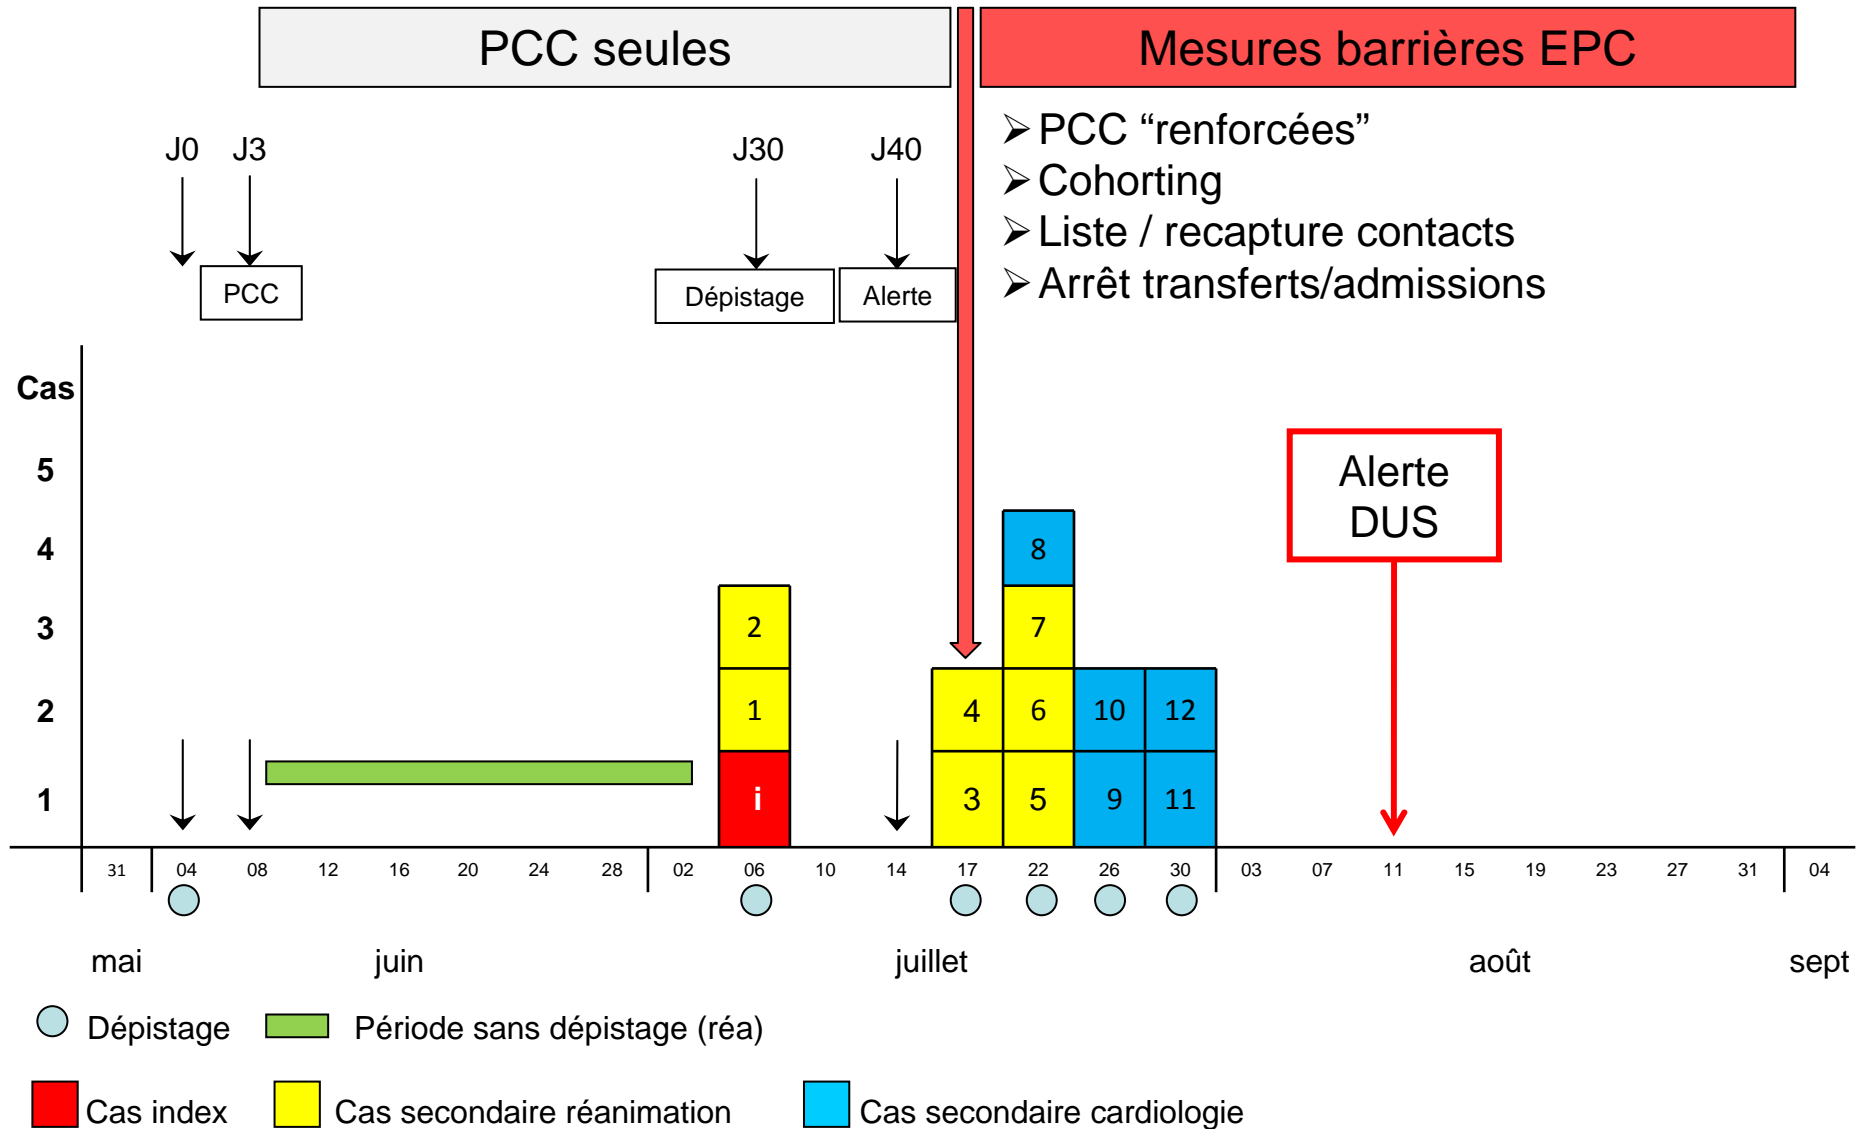 PCC seules
Mesures barrières EPC
➢ PCC “renforcées”
➢ Cohorting
➢ Liste / recapture contacts
➢ Arrêt transferts/admissions
J0 J3 J30 J40
PCC
Dépistage
Alerte
Cas
5
4
3
2
1
Alerte
DUS
8
2 7
1 4 6 10 12
i 3 5 9 11
31 04 08 12 16 20 24 28 02 06 10 14 17 22 26 30 03 07 11 15 19 23 27 31 04
mai juin juillet août sept
Dépistage Période sans dépistage (réa)
Cas index Cas secondaire réanimation Cas secondaire cardiologie